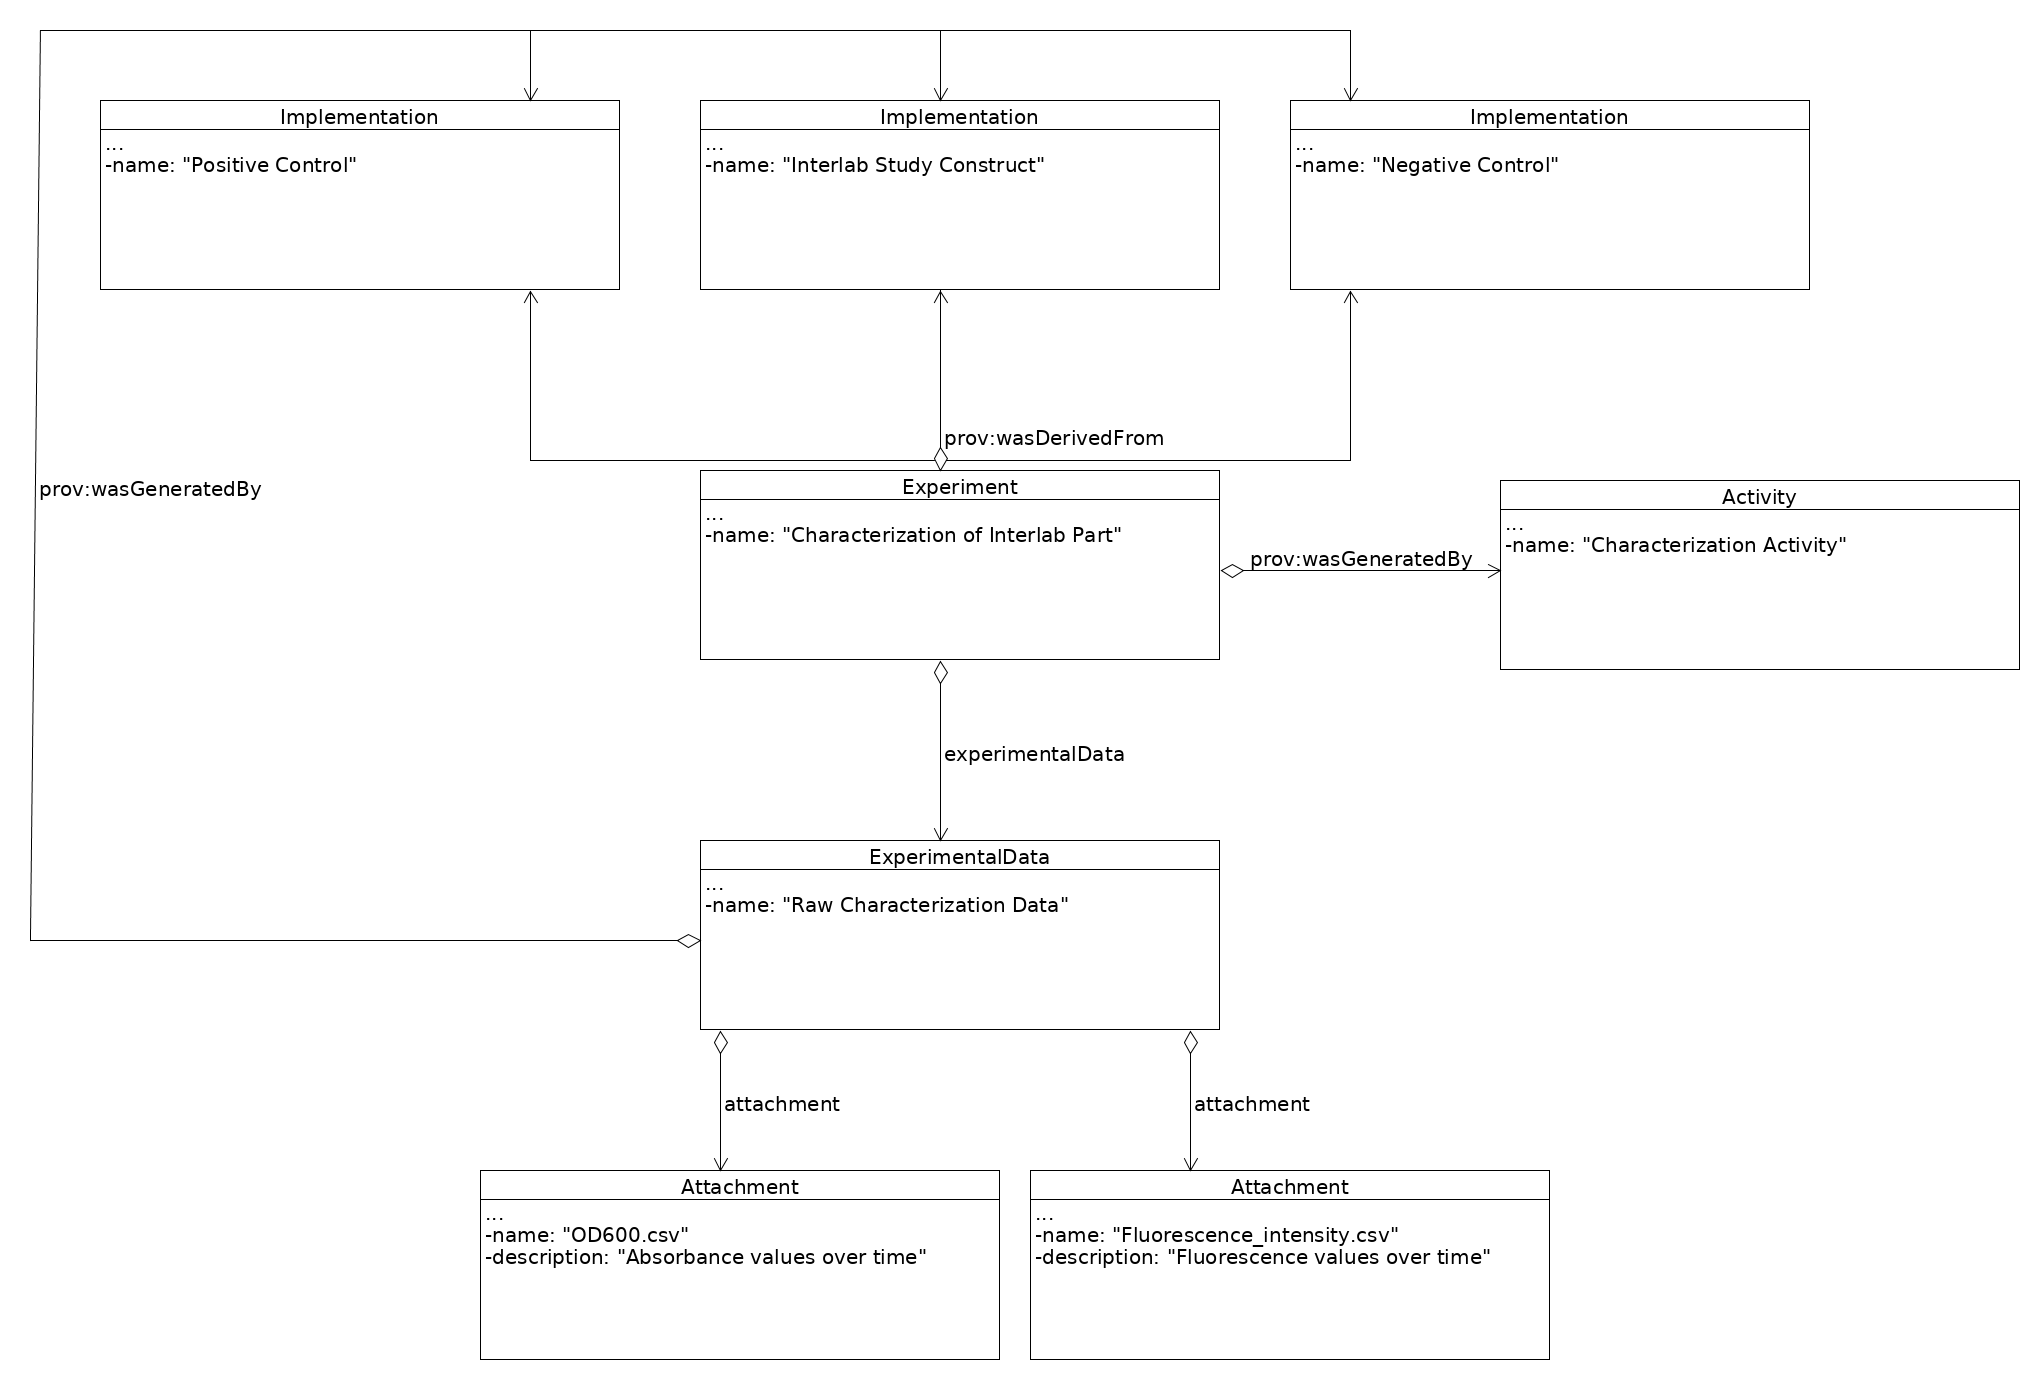 Implementation
...
-name: "Positive Control"
Implementation
...
-name: "Interlab Study Construct"
Implementation
...
-name: "Negative Control"
prov:wasDerivedFrom
prov:wasGeneratedBy
Experiment
...
-name: "Characterization of Interlab Part"
prov:wasGeneratedBy
Activity
...
-name: "Characterization Activity"
experimentalData
ExperimentalData
...
-name: "Raw Characterization Data"
attachment
attachment
Attachment
...
-name: "OD600.csv"
-description: "Absorbance values over time"
Attachment
...
-name: "Fluorescence_intensity.csv"
-description: "Fluorescence values over time"